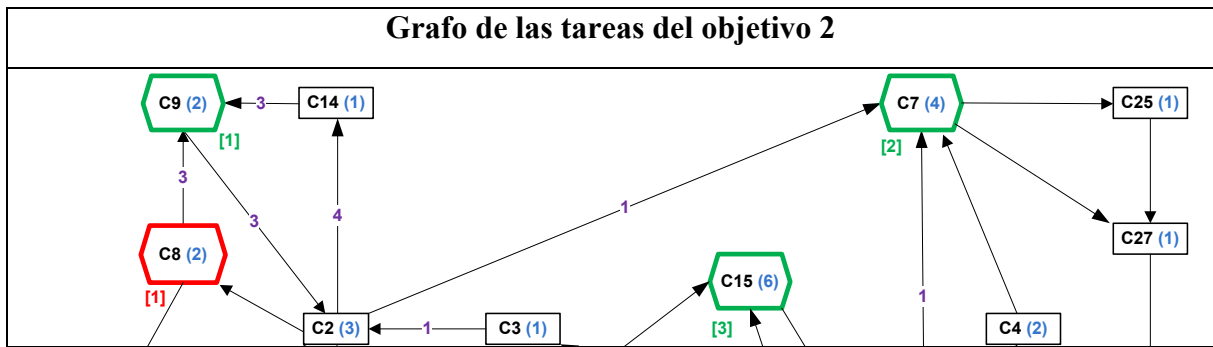 Grafo de las tareas del objetivo 2
C9 (2)
3
C14 (1)
C7 (4)
C25 (1)
[1]
[2]
3
3
4
1
C8 (2)
C27 (1)
C15 (6)
[1]
1
C2 (3)
1
C3 (1)
[3]
C4 (2)